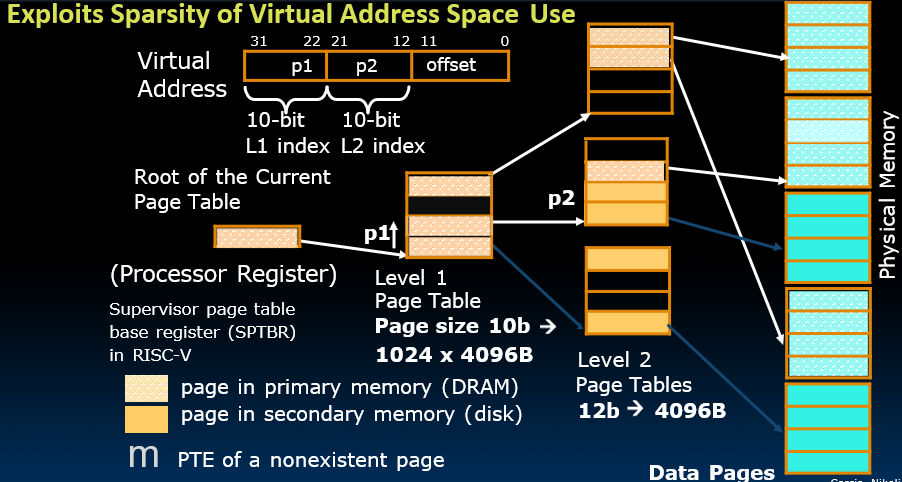 Exploits Sparsity of Virtual Address Space Use
Virtual
Address
31 22 21 12 11 0
p1 p2 offset
10-bit
L1 index
10-bit
L2 index
Root of the Current
Page Table
p1
p2
(Processor Register)
Supervisor page table
base register (SPTBR)
in RISC-V
Level 1
Page Table
Page size 10b →
1024 x 4096B
Level 2
Page Tables
12b → 4096B
page in primary memory (DRAM)
page in secondary memory (disk)
m PTE of a nonexistent page
Physical Memory
Data Pages